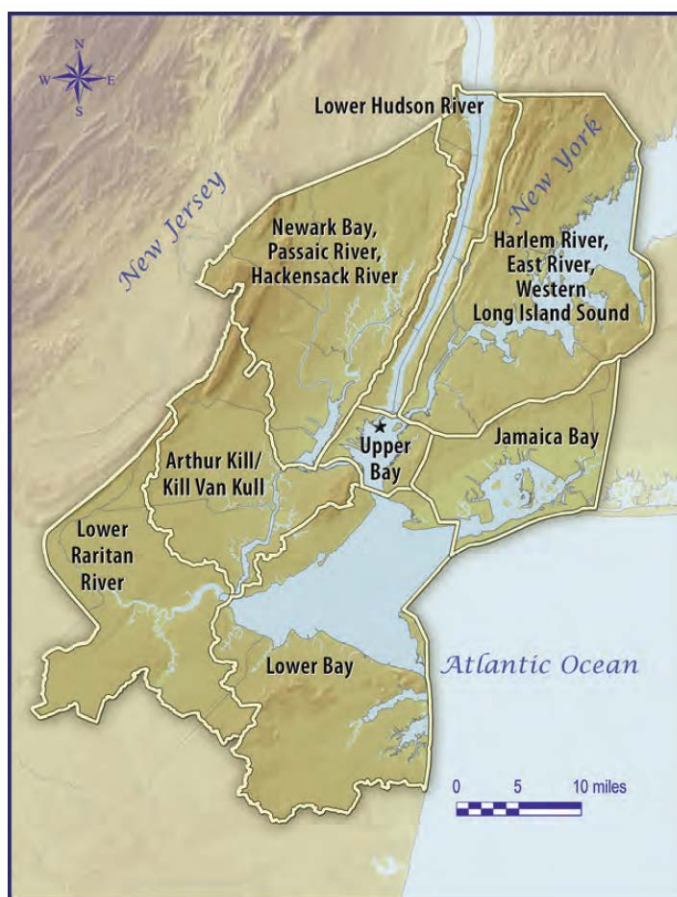 N
W E
S
Lower Hudson River
New Jersey
New York
Newark Bay,
Passaic River,
Hackensack River
Harlem River,
East River,
Western
Long Island Sound
Upper
Bay
Jamaica Bay
Arthur Kill/
Kill Van Kull
Lower
Raritan
River
Lower Bay
Atlantic Ocean
0 5 10 miles